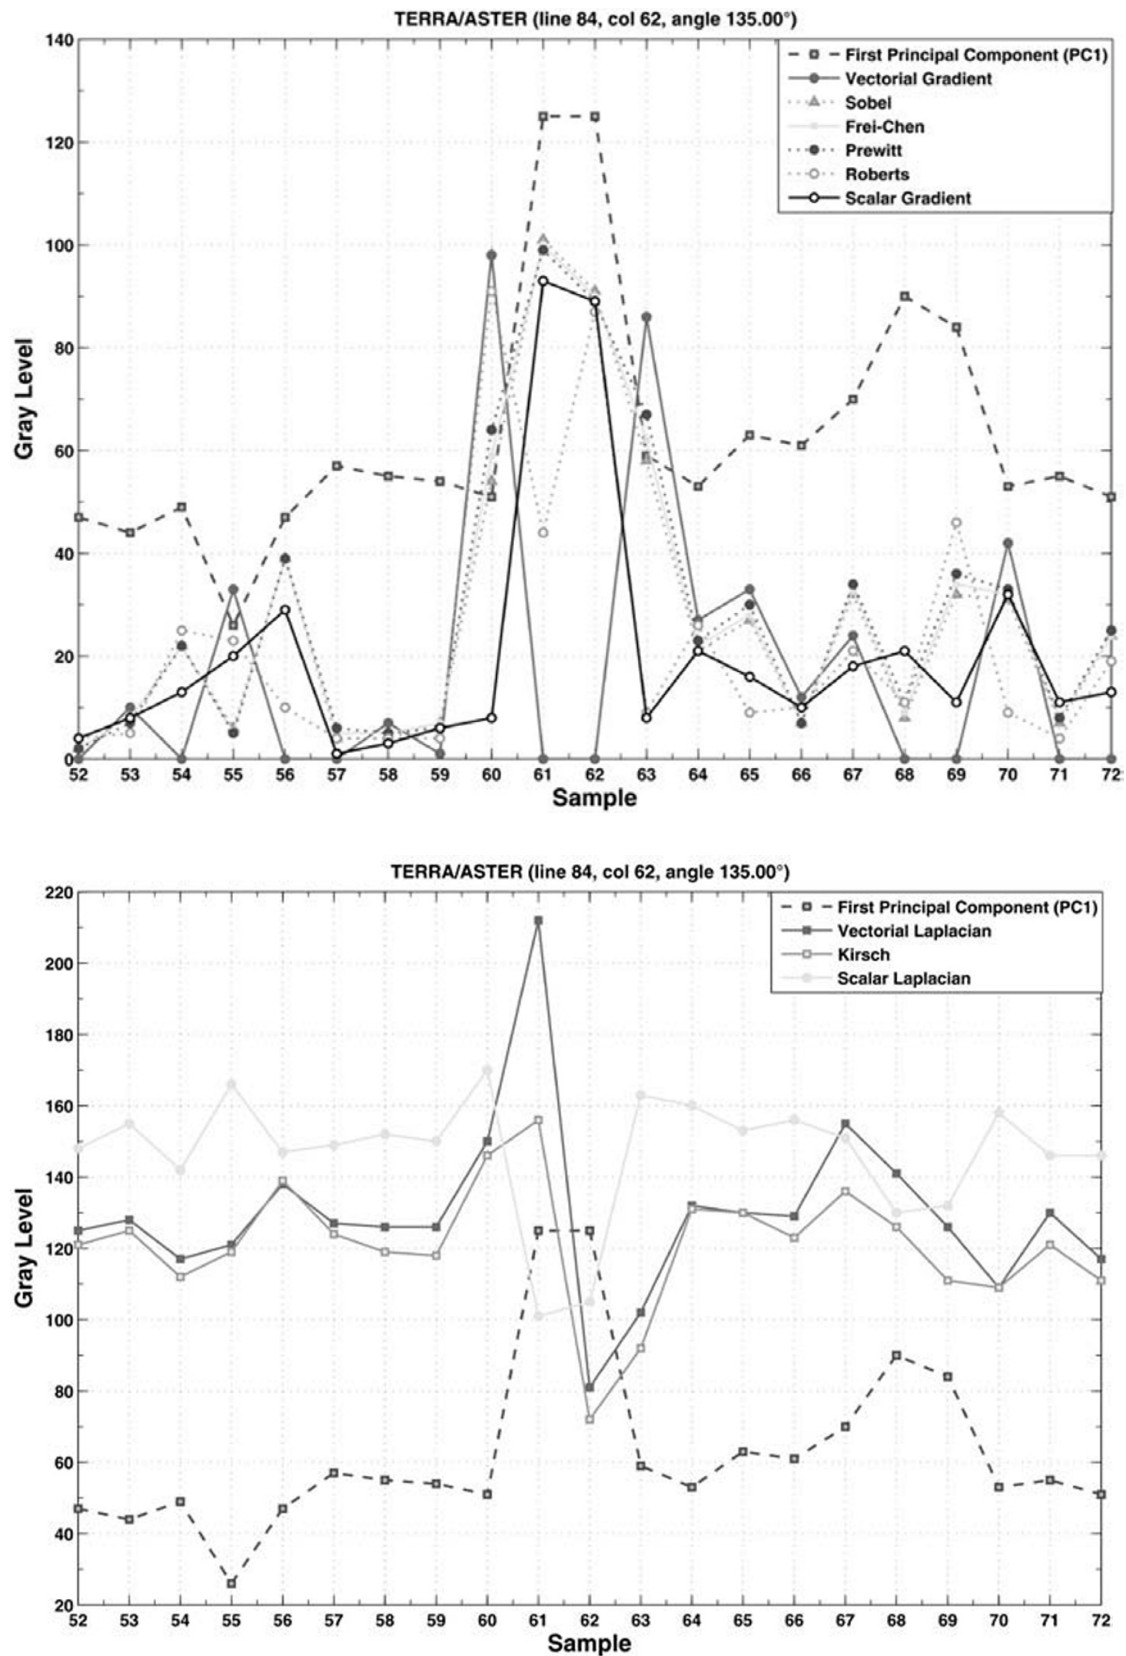 TERRA/ASTER (line 84, col 62, angle 135.00°)
140
120
100
80
60
40
20
0
Gray Level
First Principal Component (PC1)
Vectorial Gradient
Sobel
Frei-Chen
Prewitt
Roberts
Scalar Gradient
52 53 54 55 56 57 58 59 60 61 62 63 64 65 66 67 68 69 70 71 72
Sample
TERRA/ASTER (line 84, col 62, angle 135.00°)
220
200
180
160
140
120
100
80
60
40
20
Gray Level
First Principal Component (PC1)
Vectorial Laplacian
Kirsch
Scalar Laplacian
52 53 54 55 56 57 58 59 60 61 62 63 64 65 66 67 68 69 70 71 72
Sample